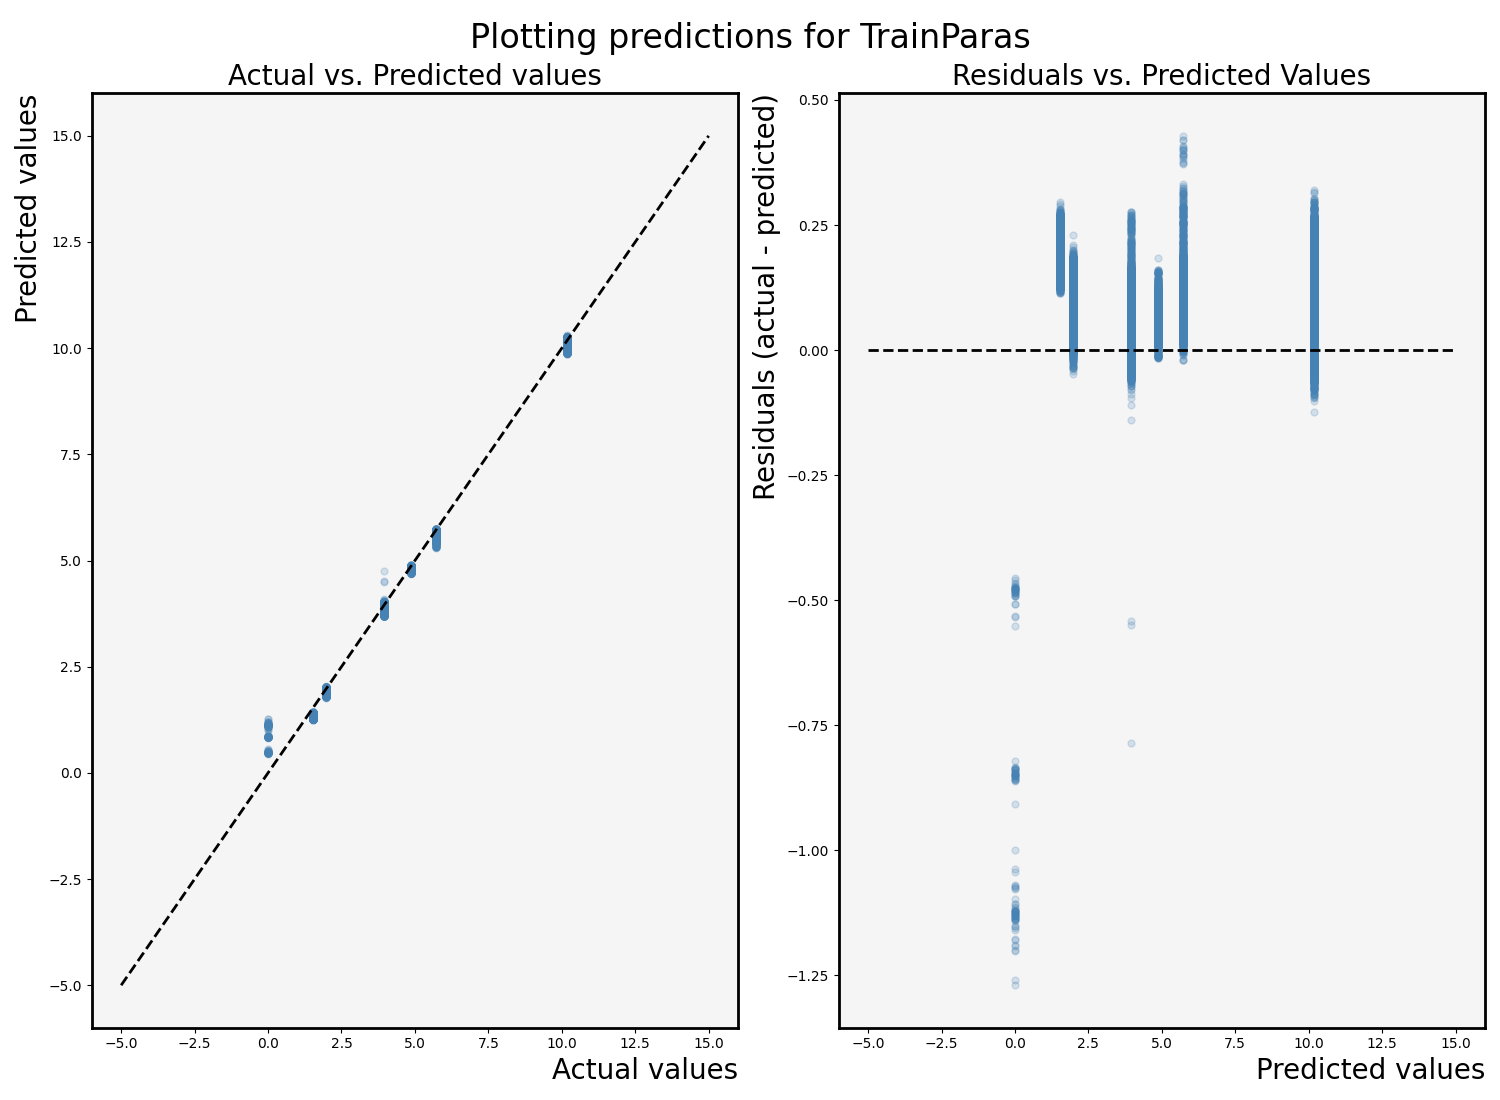 Plotting predictions for TrainParas
Actual vs. Predicted values
Predicted values
15.0
12.5
10.0
7.5
5.0
2.5
0.0
−2.5
−5.0
−5.0 −2.5 0.0 2.5 5.0 7.5 10.0 12.5 15.0
Actual values
Residuals vs. Predicted Values
Residuals (actual - predicted)
0.50
0.25
0.00
−0.25
−0.50
−0.75
−1.00
−1.25
−5.0 −2.5 0.0 2.5 5.0 7.5 10.0 12.5 15.0
Predicted values